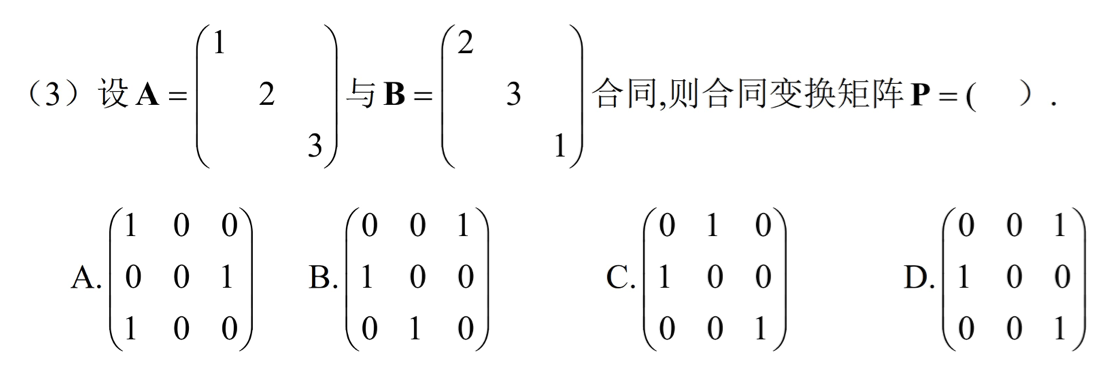 （3）设 A = \begin{pmatrix} 1 & & \\ & 2 & \\ & & 3 \end{pmatrix} 与 B = \begin{pmatrix} 2 & & \\ & 3 & \\ & & 1 \end{pmatrix} 合同,则合同变换矩阵 P = (　).
A. \begin{pmatrix} 1 & 0 & 0 \\ 0 & 0 & 1 \\ 1 & 0 & 0 \end{pmatrix} B. \begin{pmatrix} 0 & 0 & 1 \\ 1 & 0 & 0 \\ 0 & 1 & 0 \end{pmatrix} C. \begin{pmatrix} 0 & 1 & 0 \\ 1 & 0 & 0 \\ 0 & 0 & 1 \end{pmatrix} D. \begin{pmatrix} 0 & 0 & 1 \\ 1 & 0 & 0 \\ 0 & 0 & 1 \end{pmatrix}